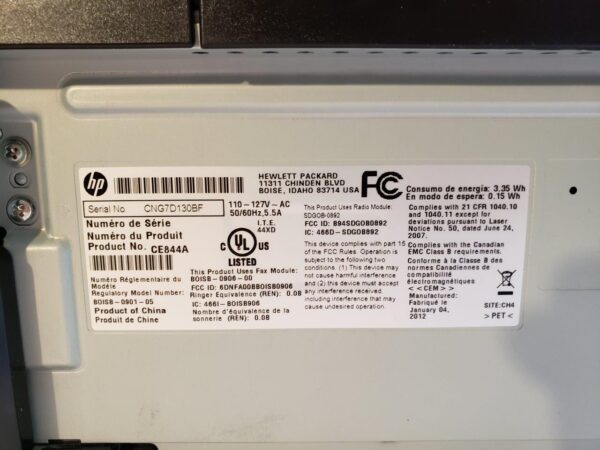 hp
HEWLETT PACKARD
11311 CHINDEN BLVD
BOISE, IDAHO 83714 USA
FC
Consumo de energía: 3.35 Wh
En modo de espera: 0.15 Wh
Serial No. CNG7D130BF
Numéro de Série
Numéro du Produit
Product No. CE844A
110-127V~AC
50/60Hz,5.5A
I.T.E.
44XD
C UL US
LISTED
This Product Uses Radio Module:
SDGOB-0892
FCC ID: B94SDGOB0892
IC: 466D-SDGOB892
This device complies with part 15
of the FCC Rules. Operation is
subject to the following two
conditions. (1) This device may
not cause harmful interference
and (2) this device must accept
any interference received,
including interference that may
cause undesired operation.
Complies with 21 CFR 1040.10
and 1040.11 except for
deviations pursuant to Laser
Notice No. 50, dated June 24,
2007.
Complies with the Canadian
EMC Class B requirements.
Conforme à la Classe B des
normes Canadiennes de
compatibilité
électromagnétiques
<<CEM>>
Manufactured:
Fabriqué le
January 04,
2012
SITE:CH4
>PET<
Numéro Réglementaire du
Modèle
Regulatory Model Number:
BOISB-0901-05
Product of China
Produit de Chine
This Product Uses Fax Module:
BOISB-0906-00
FCC ID: 6DNFA00BBOISB0906
Ringer Equivalence (REN): 0.0B
IC: 466I-BOISB906
Nombre d'équivalence de la
sonnerie (REN): 0.0B